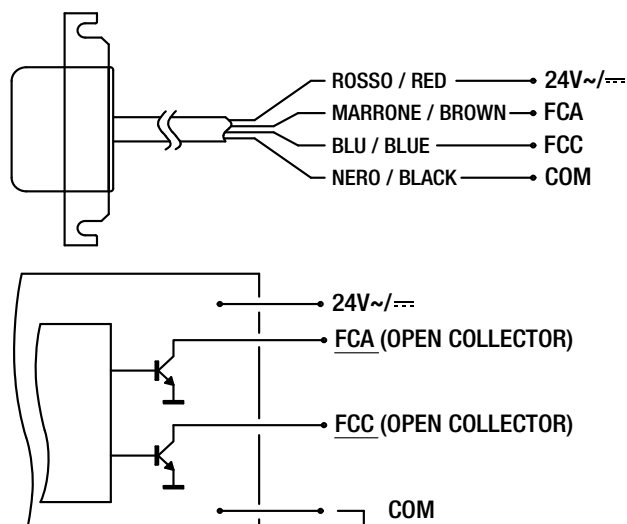 ROSSO / RED 24V~/⎓
MARRONE / BROWN FCA
BLU / BLUE FCC
NERO / BLACK COM
24V~/⎓
FCA (OPEN COLLECTOR)
FCC (OPEN COLLECTOR)
COM